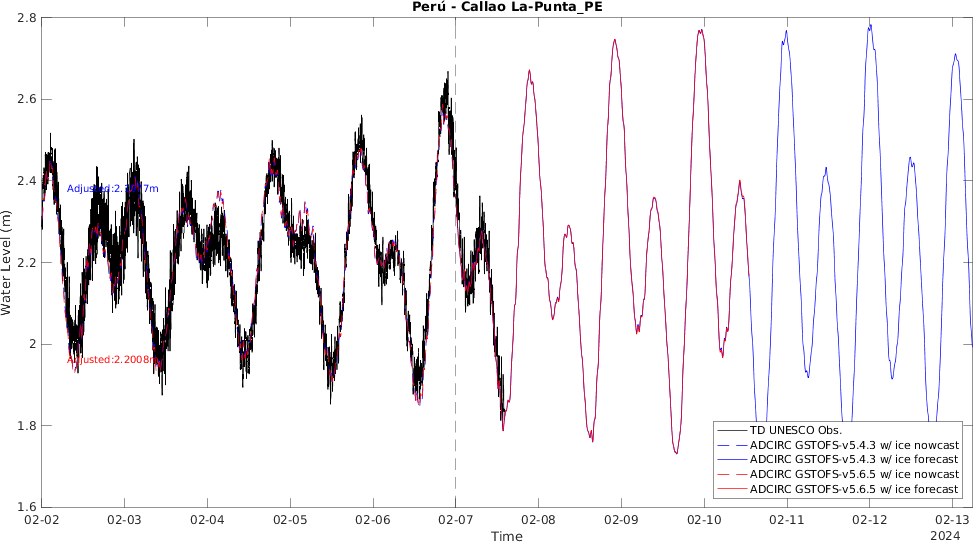 Perú - Callao La-Punta_PE
2.8
2.6
2.4
2.2
2
1.8
1.6
Water Level (m)
TD UNESCO Obs.
ADCIRC GSTOFS-v5.4.3 w/ ice nowcast
ADCIRC GSTOFS-v5.4.3 w/ ice forecast
ADCIRC GSTOFS-v5.6.5 w/ ice nowcast
ADCIRC GSTOFS-v5.6.5 w/ ice forecast
02-02 02-03 02-04 02-05 02-06 02-07 02-08 02-09 02-10 02-11 02-12 02-13
Time
2024